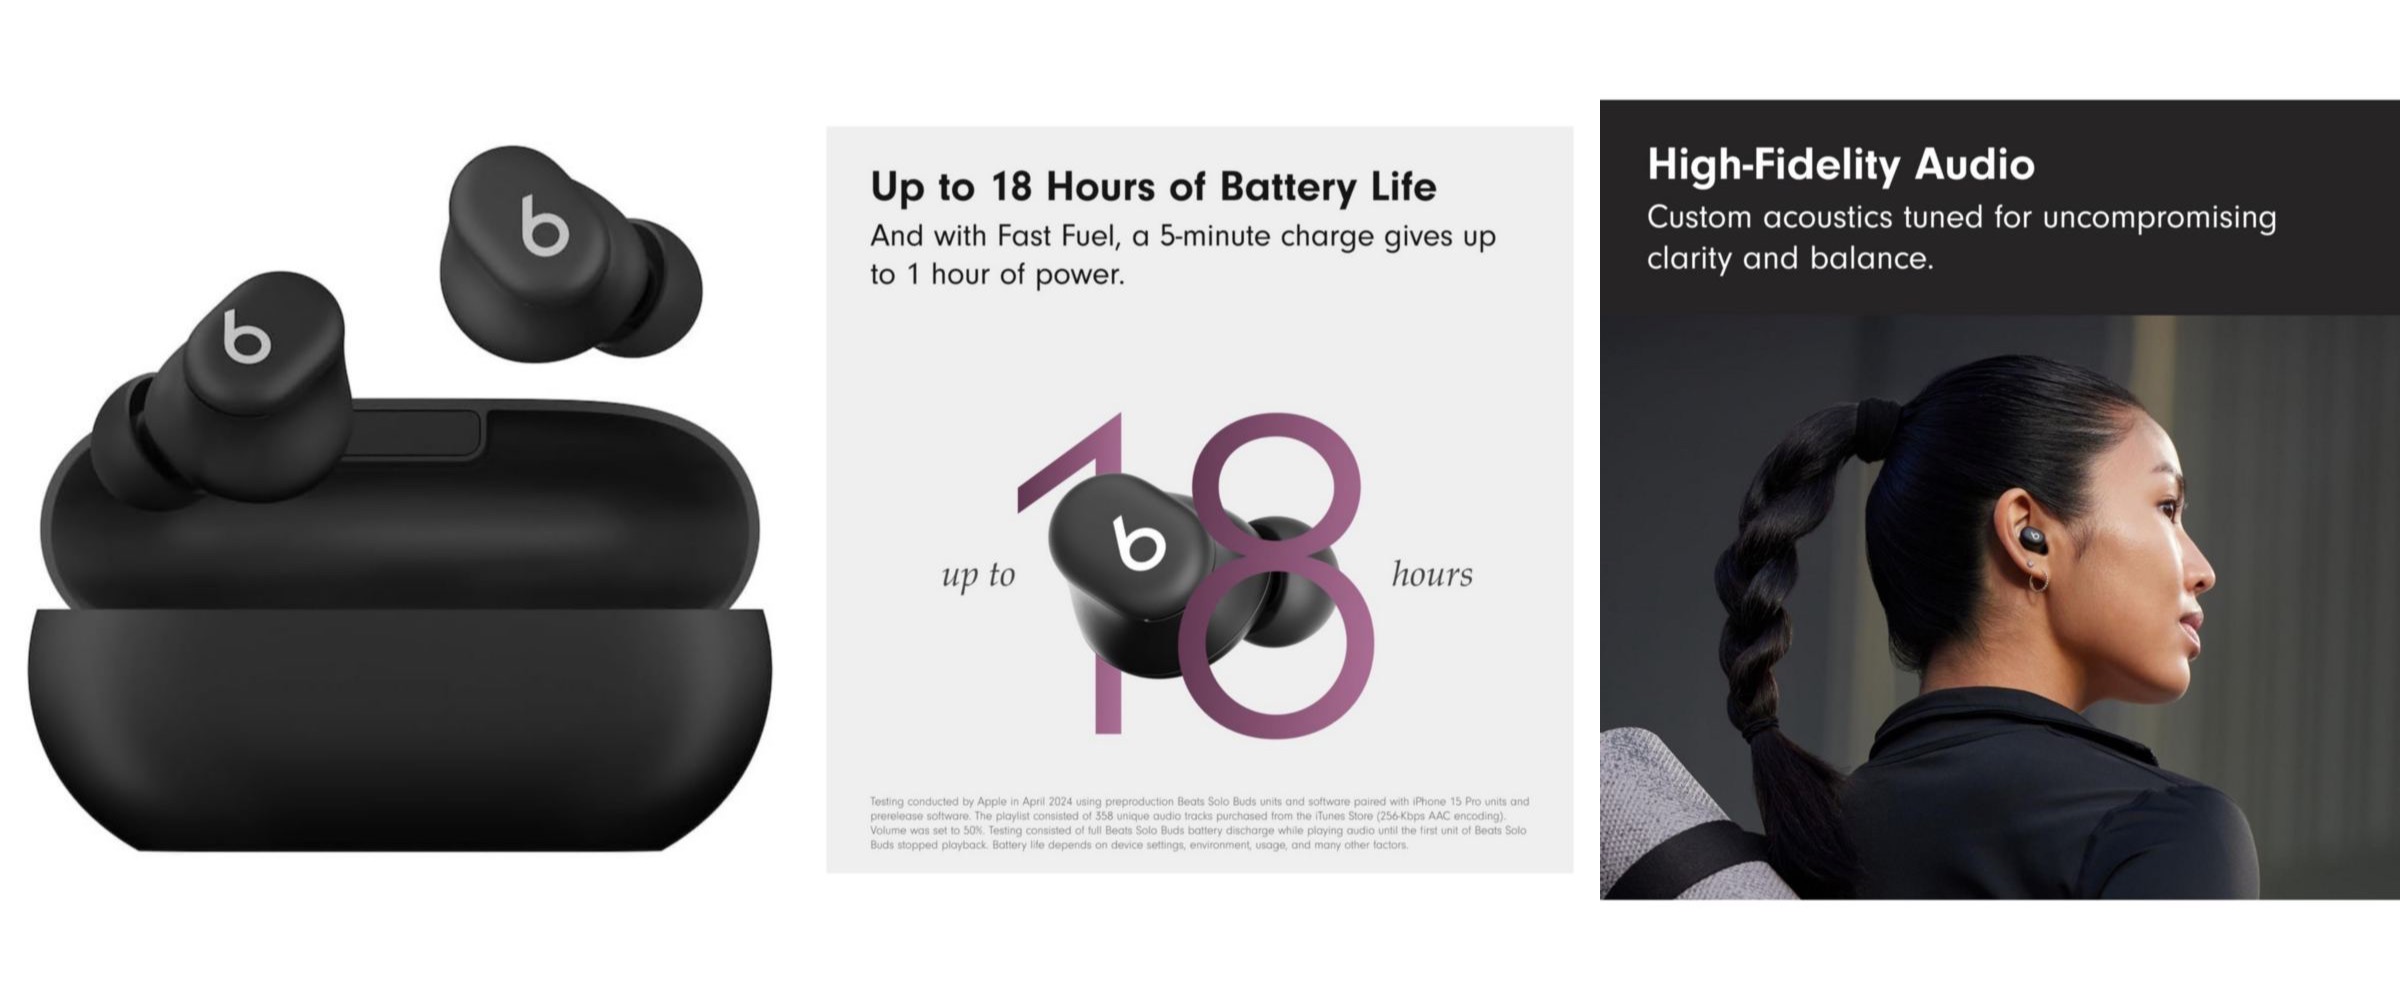 b
b
Up to 18 Hours of Battery Life
And with Fast Fuel, a 5-minute charge gives up
to 1 hour of power.
up to
18
b
hours
Testing conducted by Apple in April 2024 using preproduction Beats Solo Buds units and software paired with iPhone 15 Pro units and
prerelease software. The playlist consisted of 358 unique audio tracks purchased from the iTunes Store (256-Kbps AAC encoding).
Volume was set to 50%. Testing consisted of full Beats Solo Buds battery discharge while playing audio until the first unit of Beats Solo
Buds stopped playback. Battery life depends on device settings, environment, usage, and many other factors.
High-Fidelity Audio
Custom acoustics tuned for uncompromising
clarity and balance.
b